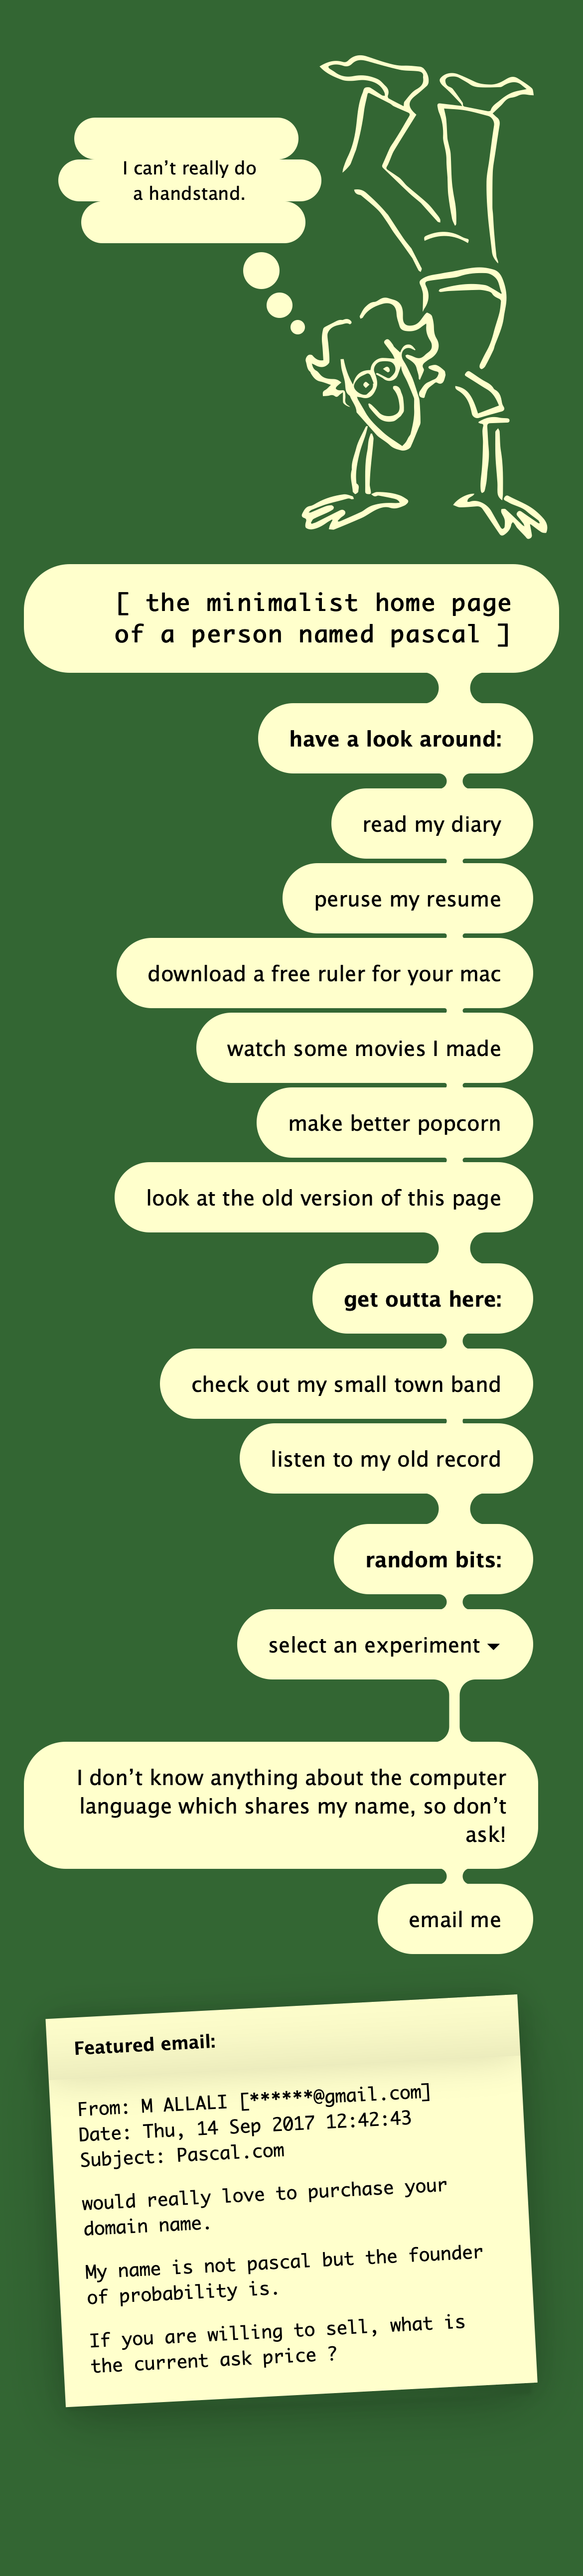 I can’t really do
a handstand.
[ the minimalist home page
of a person named pascal ]
have a look around:
read my diary
peruse my resume
download a free ruler for your mac
watch some movies I made
make better popcorn
look at the old version of this page
get outta here:
check out my small town band
listen to my old record
random bits:
select an experiment
I don’t know anything about the computer
language which shares my name, so don’t
ask!
email me
Featured email:
From: M ALLALI [******@gmail.com]
Date: Thu, 14 Sep 2017 12:42:43
Subject: Pascal.com
would really love to purchase your
domain name.
My name is not pascal but the founder
of probability is.
If you are willing to sell, what is
the current ask price ?